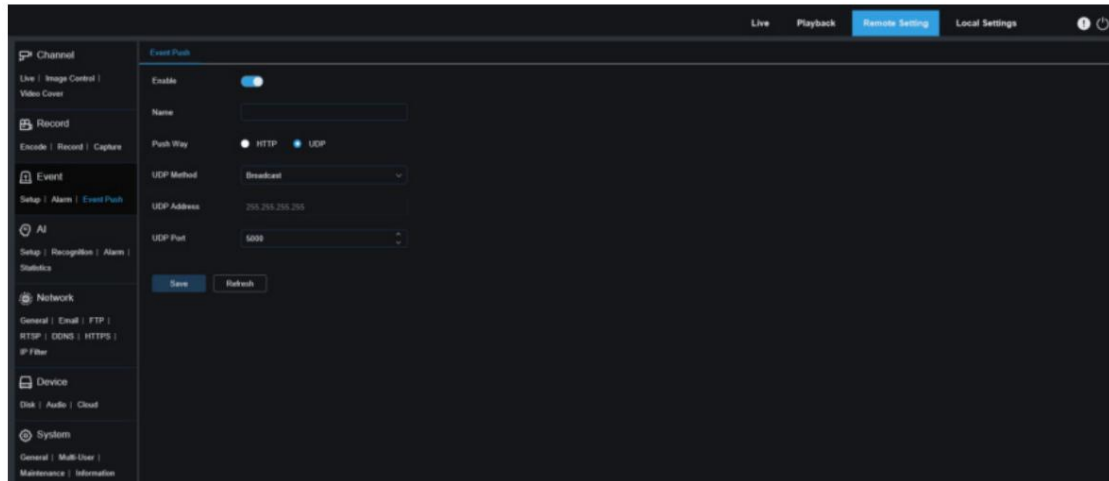 Live Playback Remote Setting Local Settings
Channel
Live | Image Control |
Video Cover
Record
Encode | Record | Capture
Event
Setup | Alarm | Event Push
AI
Setup | Recognition | Alarm |
Statistics
Network
General | Email | FTP |
RTSP | DDNS | HTTPS |
IP Filter
Device
Disk | Audio | Cloud
System
General | Multi-User |
Maintenance | Information
Event Push
Enable
Name
Push Way HTTP UDP
UDP Method Broadcast
UDP Address 255.255.255.255
UDP Port 5000
Save Refresh